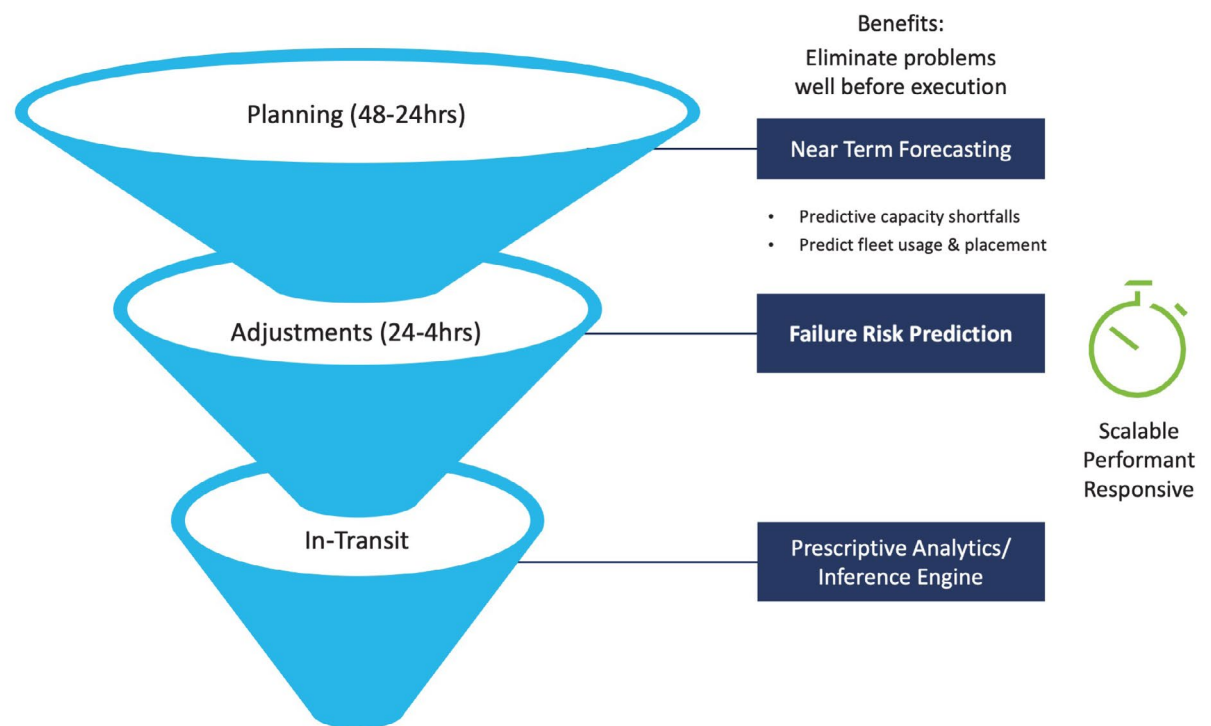 Benefits:
Eliminate problems
well before execution
Planning (48-24hrs)
Near Term Forecasting
• Predictive capacity shortfalls
• Predict fleet usage & placement
Adjustments (24-4hrs)
Failure Risk Prediction
Scalable
Performant
Responsive
In-Transit
Prescriptive Analytics/
Inference Engine